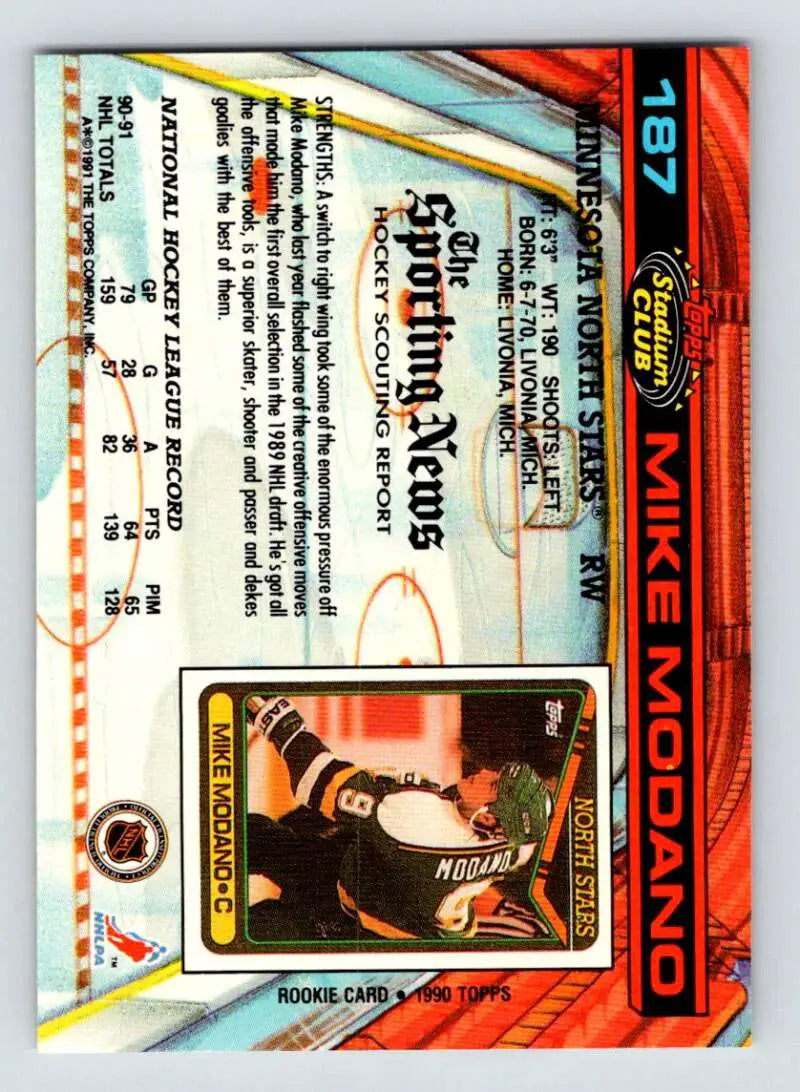 187
Topps
Stadium
CLUB
MIKE MODANO
MINNESOTA NORTH STARS® RW
HT: 6'3" WT: 190 SHOOTS: LEFT
BORN: 6-7-70, LIVONIA, MICH.
HOME: LIVONIA, MICH.
The
Sporting News
HOCKEY SCOUTING REPORT
STRENGTHS: A switch to right wing took some of the enormous pressure off
Mike Modano, who last year flashed some of the creative offensive moves
that made him the first overall selection in the 1989 NHL draft. He's got all
the offensive tools, is a superior skater, shooter and passer and dekes
goalies with the best of them.
NATIONAL HOCKEY LEAGUE RECORD
GP G A PTS PIM
90-91 79 28 36 64 65
NHL TOTALS 159 57 82 139 128
A*©1991 THE TOPPS COMPANY, INC.
TOPPS
NORTH STARS
MODANO
9
EAST
MIKE MODANO • C
ROOKIE CARD • 1990 TOPPS
NHL
NHLPA
TM